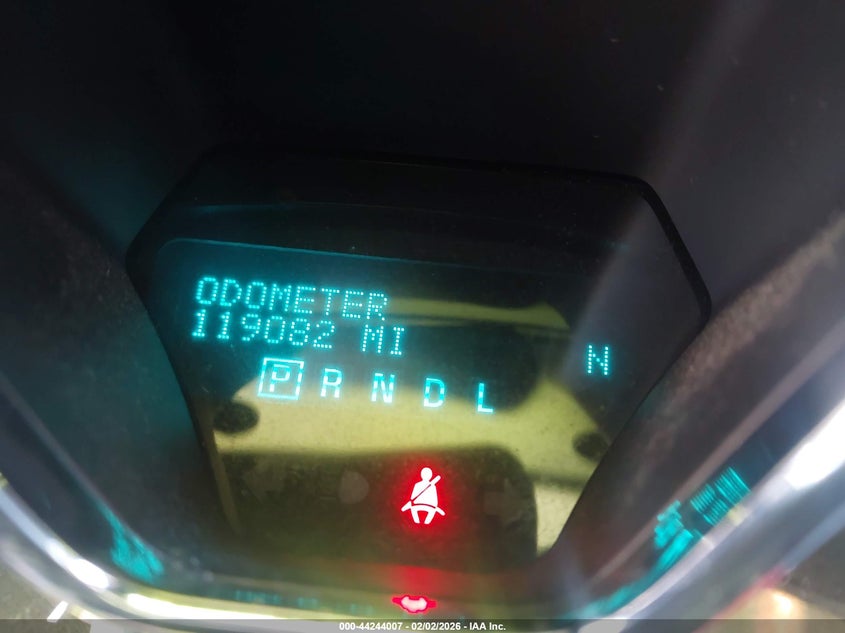 ODOMETER
119082 MI
N
P R N D L
000-44244007 - 02/02/2026 - IAA Inc.